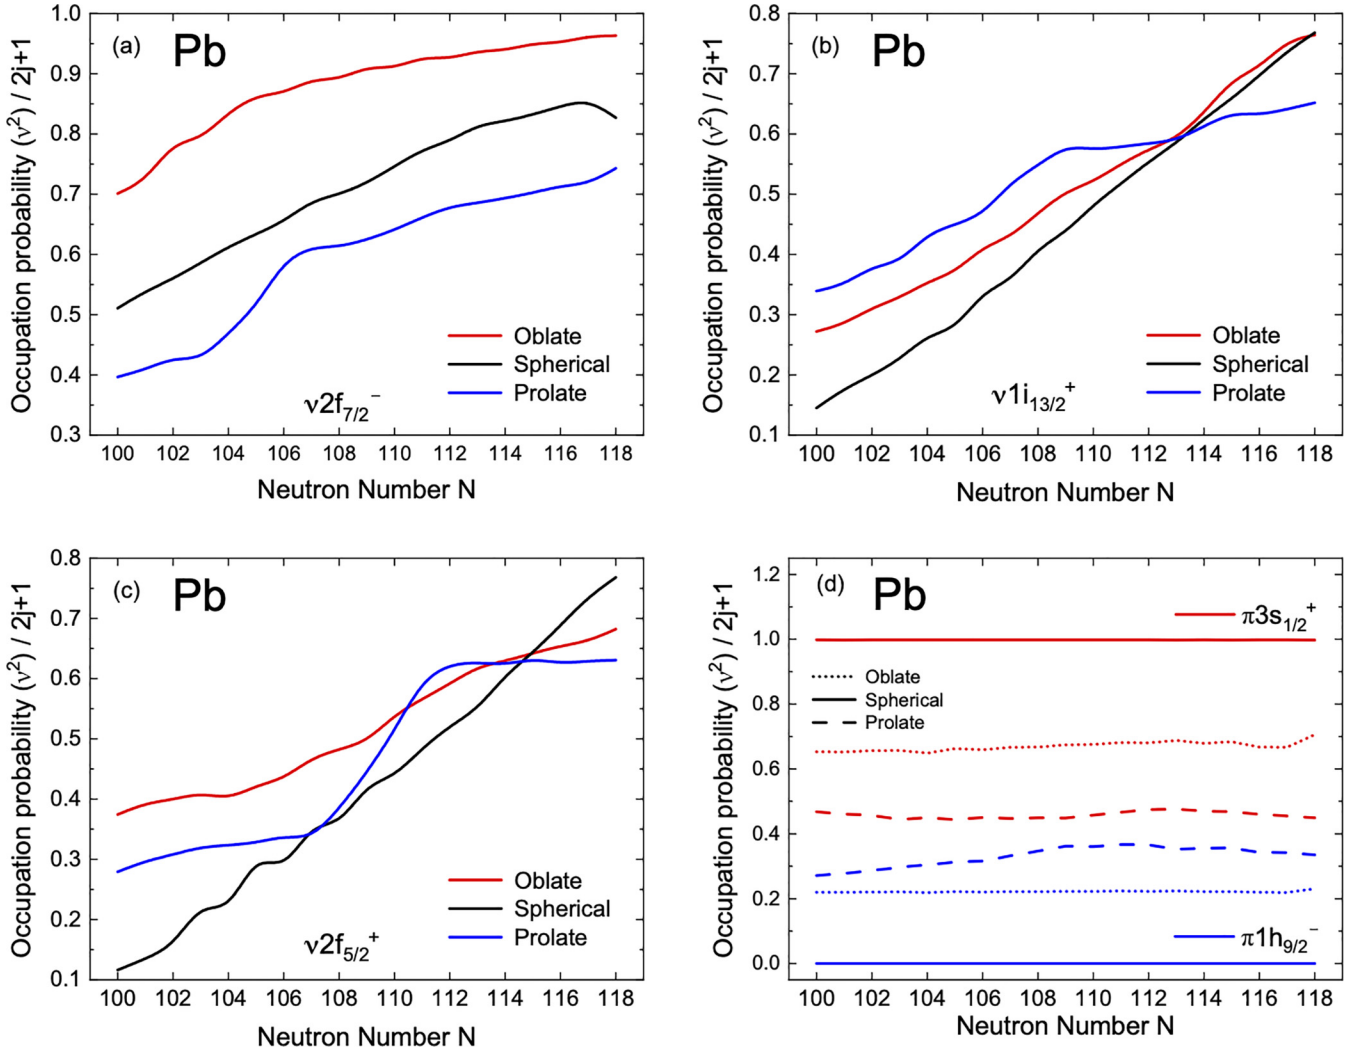 (a) Pb
Occupation probability (ν²) / 2j+1
1.0
0.9
0.8
0.7
0.6
0.5
0.4
0.3
Oblate
Spherical
Prolate
ν2f7/2⁻
100 102 104 106 108 110 112 114 116 118
Neutron Number N
(b) Pb
Occupation probability (ν²) / 2j+1
0.8
0.7
0.6
0.5
0.4
0.3
0.2
0.1
Oblate
Spherical
Prolate
ν1i13/2⁺
100 102 104 106 108 110 112 114 116 118
Neutron Number N
(c) Pb
Occupation probability (ν²) / 2j+1
0.8
0.7
0.6
0.5
0.4
0.3
0.2
0.1
Oblate
Spherical
Prolate
ν2f5/2⁺
100 102 104 106 108 110 112 114 116 118
Neutron Number N
(d) Pb
Occupation probability (ν²) / 2j+1
1.2
1.0
0.8
0.6
0.4
0.2
0.0
π3s1/2⁺
Oblate
Spherical
Prolate
π1h9/2⁻
100 102 104 106 108 110 112 114 116 118
Neutron Number N